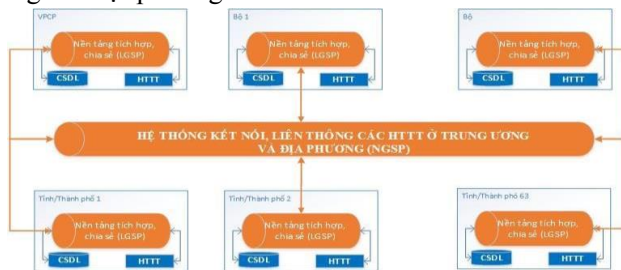 VPCP
Nền tảng tích hợp,
chia sẻ (LGSP)
CSDL
HTTT
Bộ 1
Nền tảng tích hợp,
chia sẻ (LGSP)
CSDL
HTTT
Bộ
Nền tảng tích hợp,
chia sẻ (LGSP)
CSDL
HTTT
HỆ THỐNG KẾT NỐI, LIÊN THÔNG CÁC HTTT Ở TRUNG ƯƠNG
VÀ ĐỊA PHƯƠNG (NGSP)
Tỉnh/Thành phố 1
Nền tảng tích hợp,
chia sẻ (LGSP)
CSDL
HTTT
Tỉnh/Thành phố 2
Nền tảng tích hợp,
chia sẻ (LGSP)
CSDL
HTTT
Tỉnh/Thành phố 63
Nền tảng tích hợp,
chia sẻ (LGSP)
CSDL
HTTT